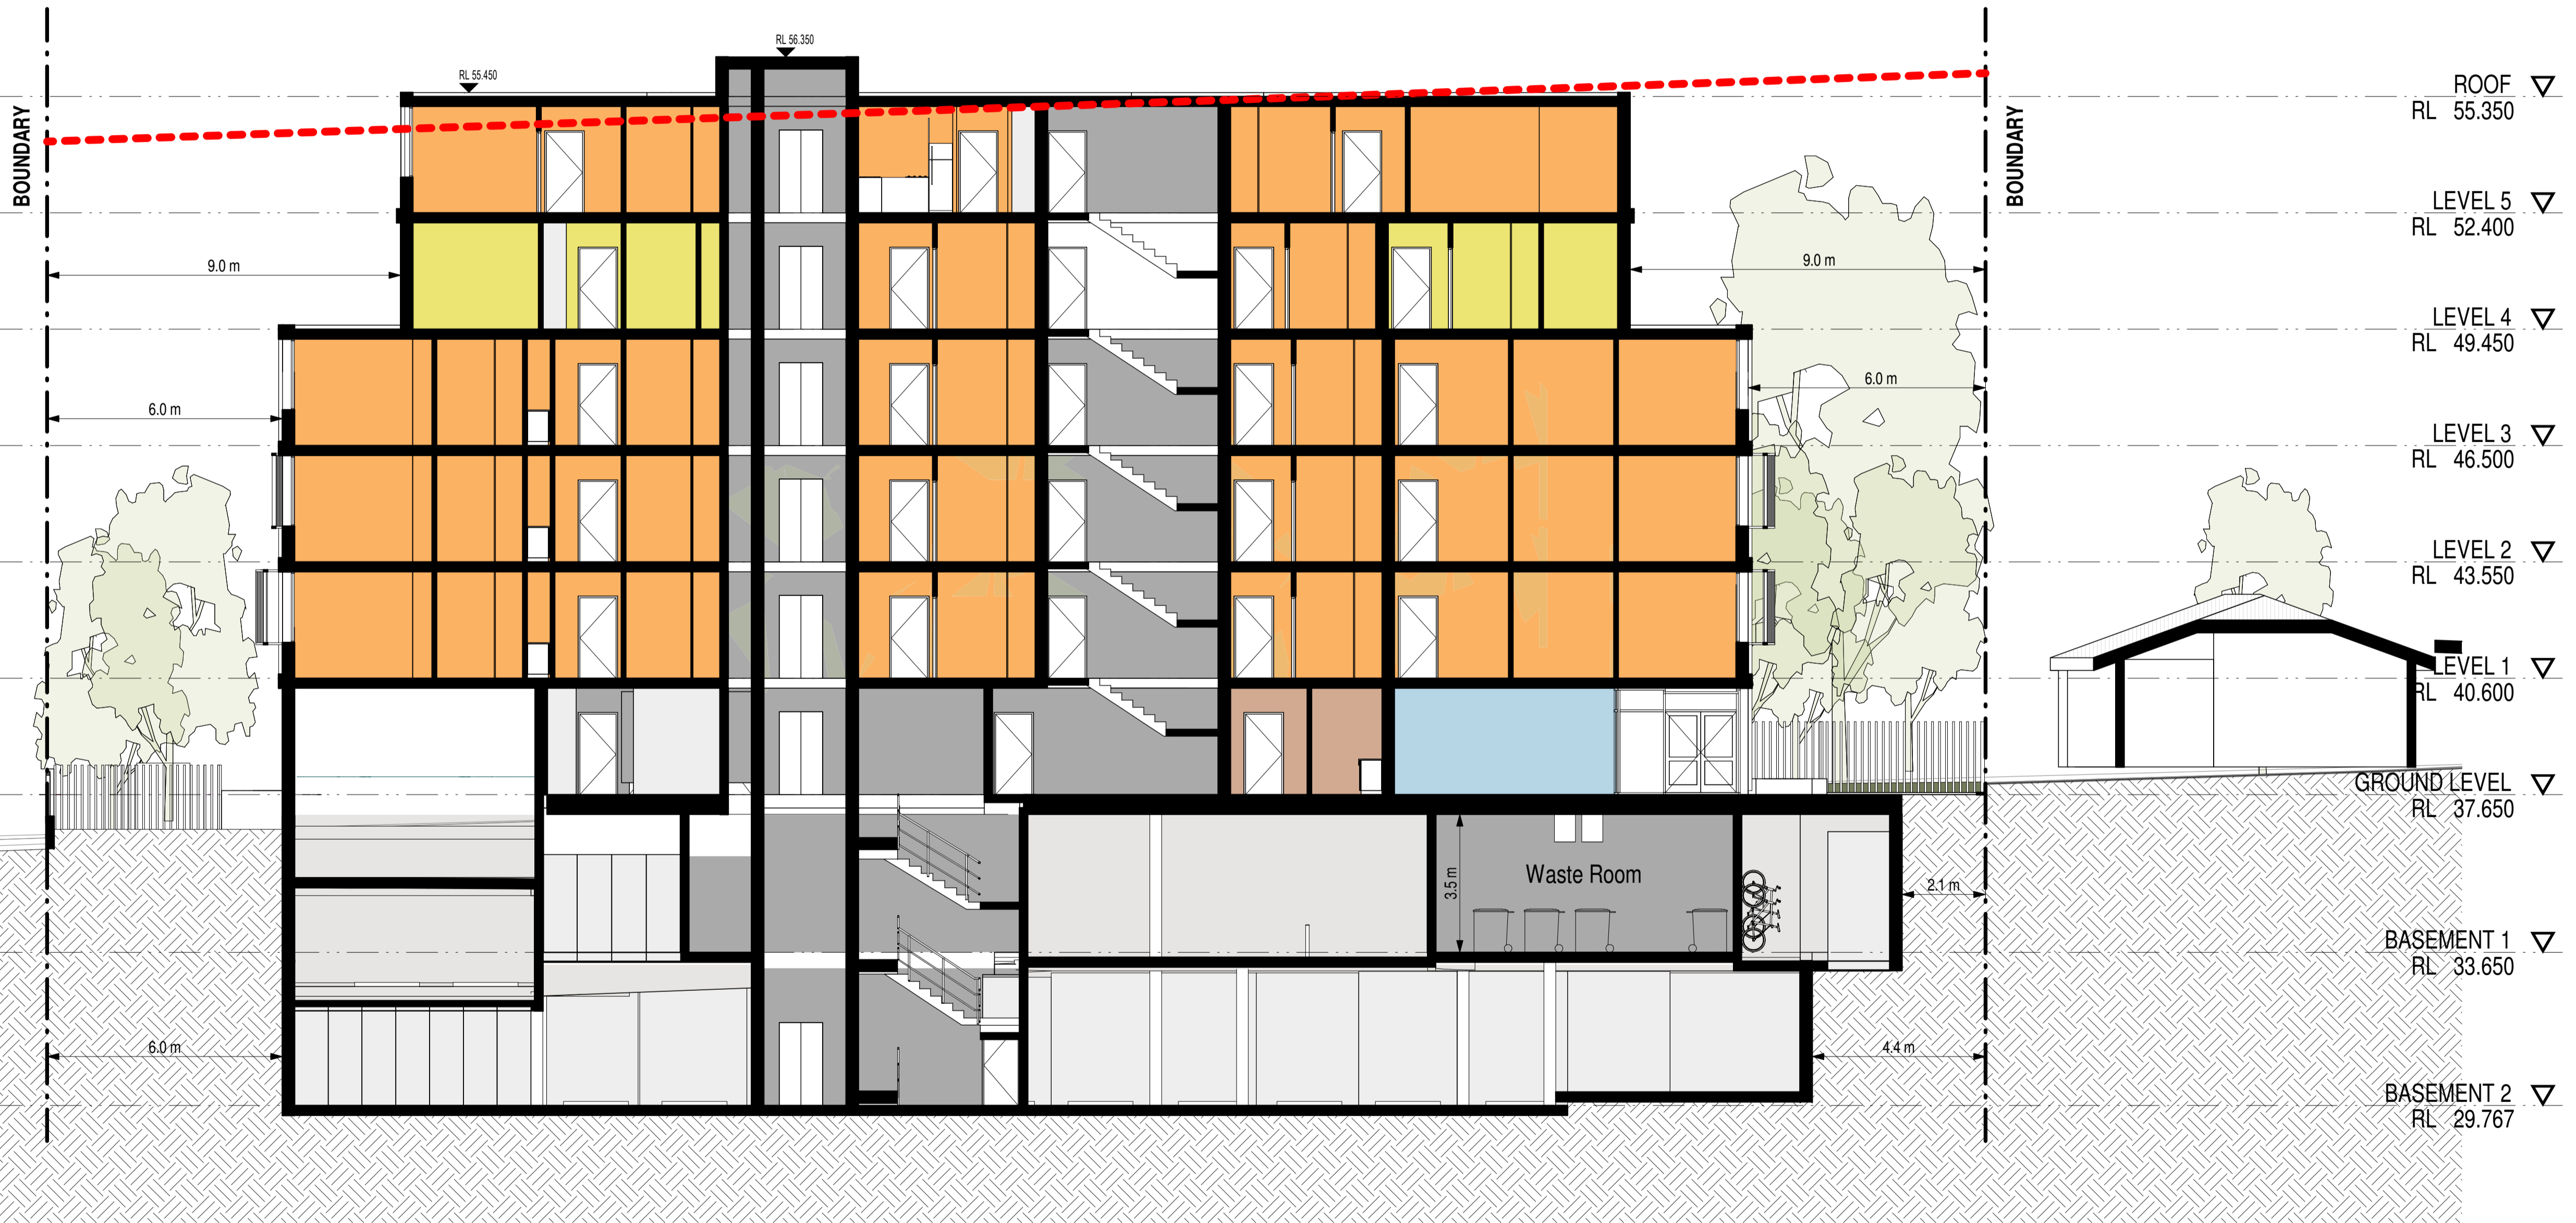 RL 56.350
RL 55.450
BOUNDARY
BOUNDARY
ROOF
RL 55.350
LEVEL 5
RL 52.400
9.0 m
9.0 m
LEVEL 4
RL 49.450
6.0 m
6.0 m
LEVEL 3
RL 46.500
LEVEL 2
RL 43.550
LEVEL 1
RL 40.600
GROUND LEVEL
RL 37.650
3.5 m
Waste Room
2.1 m
BASEMENT 1
RL 33.650
6.0 m
4.4 m
BASEMENT 2
RL 29.767